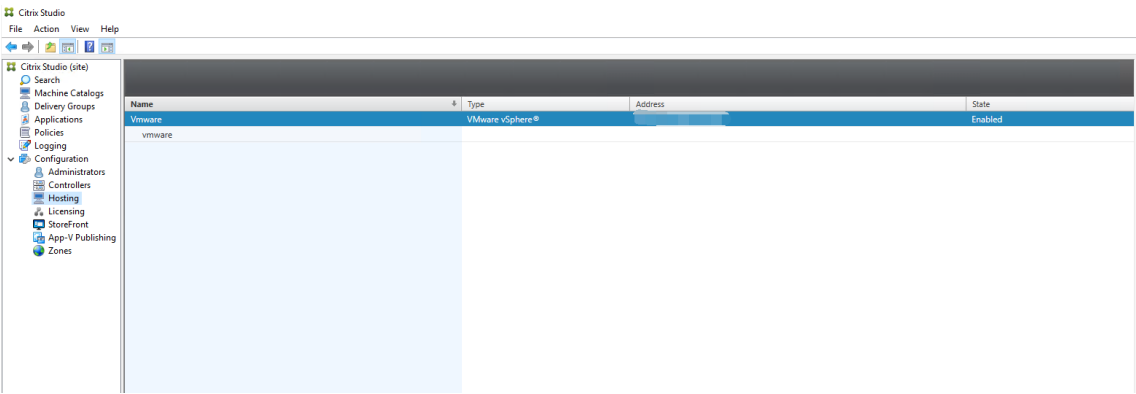 Citrix Studio
File Action View Help
Citrix Studio (site)
Search
Machine Catalogs
Delivery Groups
Applications
Policies
Logging
Configuration
Administrators
Controllers
Hosting
Licensing
StoreFront
App-V Publishing
Zones
Name Type Address State
Vmware VMware vSphere® Enabled
vmware